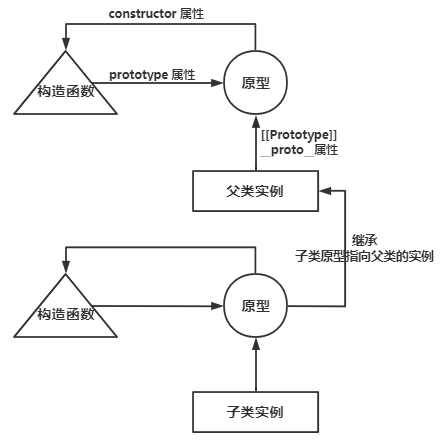 constructor 属性
构造函数
prototype 属性
原型
[[Prototype]]
__proto__属性
父类实例
继承
子类原型指向父类的实例
构造函数
原型
子类实例